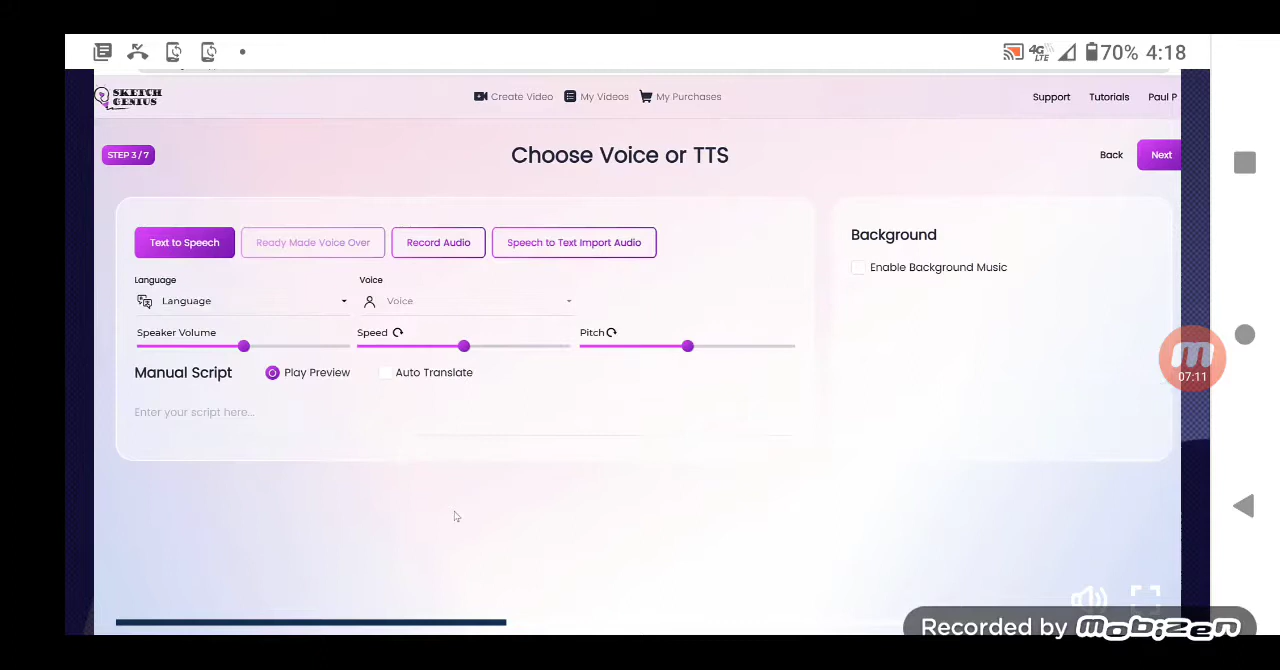 4G LTE 70% 4:18
SKETCH GENIUS Create Video My Videos My Purchases Support Tutorials Paul P
STEP 3 / 7 Choose Voice or TTS Back Next
Text to Speech Ready Made Voice Over Record Audio Speech to Text Import Audio Background
Enable Background Music
Language Voice
Language Voice
Speaker Volume Speed Pitch
Manual Script Play Preview Auto Translate
07:11
Enter your script here...
Recorded by mobizen